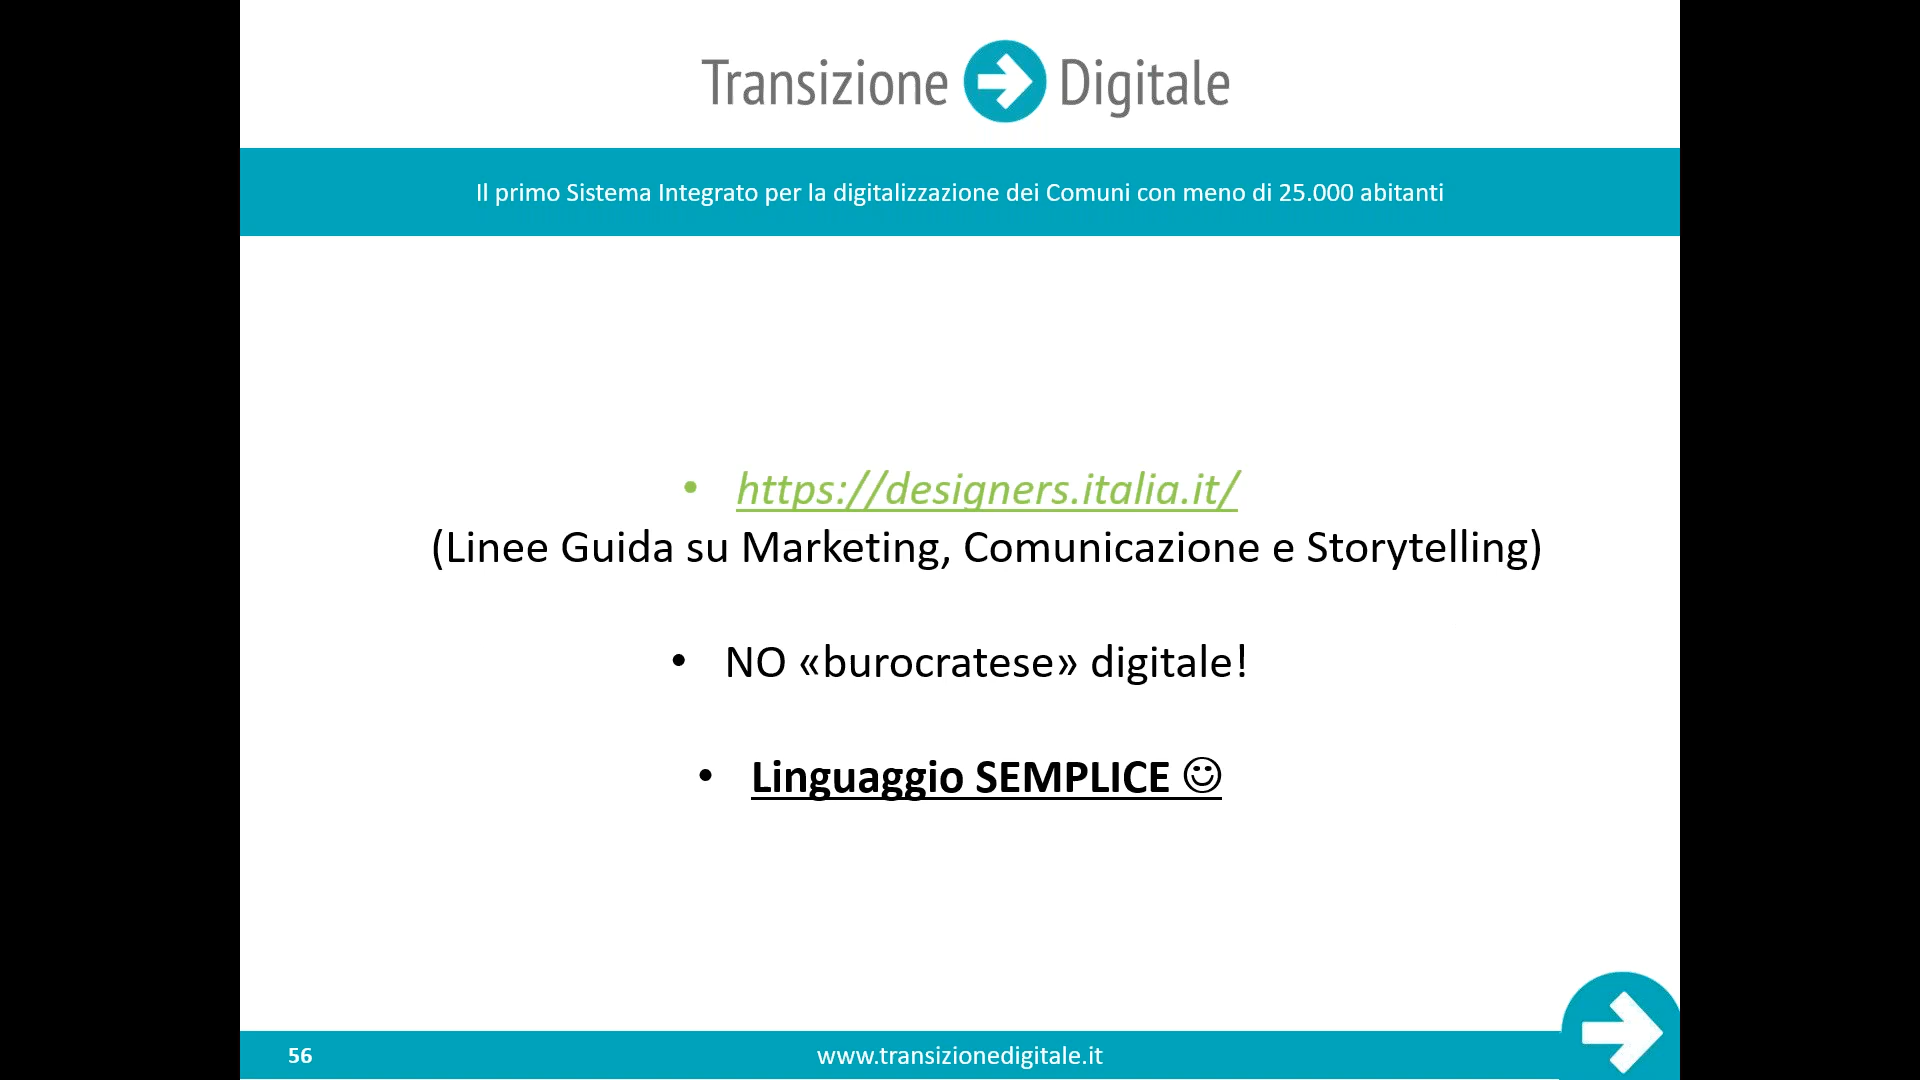 Transizione Digitale
Il primo Sistema Integrato per la digitalizzazione dei Comuni con meno di 25.000 abitanti
• https://designers.italia.it/
(Linee Guida su Marketing, Comunicazione e Storytelling)
• NO «burocratese» digitale!
• Linguaggio SEMPLICE ☺
56
www.transizionedigitale.it